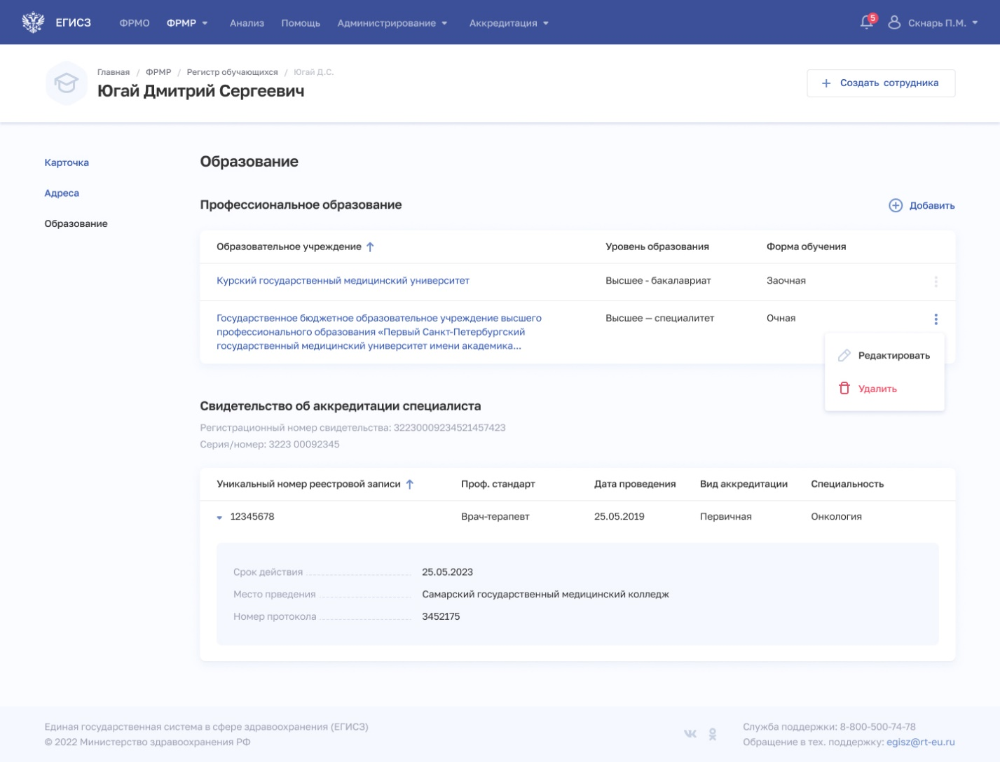 ЕГИСЗ
ФРМО
ФРМР
Анализ
Помощь
Администрирование
Аккредитация
5
Скнарь П.М.
Главная / ФРМР / Регистр обучающихся / Югай Д.С.
Югай Дмитрий Сергеевич
Создать сотрудника
Карточка
Адреса
Образование
Образование
Профессиональное образование
Добавить
Образовательное учреждение
Уровень образования
Форма обучения
Курский государственный медицинский университет
Высшее - бакалавриат
Заочная
Государственное бюджетное образовательное учреждение высшего
профессионального образования «Первый Санкт-Петербургский
государственный медицинский университет имени академика...
Высшее — специалитет
Очная
Редактировать
Удалить
Свидетельство об аккредитации специалиста
Регистрационный номер свидетельства: 32230009234521457423
Серия/номер: 3223 00092345
Уникальный номер реестровой записи
Проф. стандарт
Дата проведения
Вид аккредитации
Специальность
12345678
Врач-терапевт
25.05.2019
Первичная
Онкология
Срок действия
25.05.2023
Место прведения
Самарский государственный медицинский колледж
Номер протокола
3452175
Единая государственная система в сфере здравоохранения (ЕГИСЗ)
© 2022 Министерство здравоохранения РФ
Служба поддержки: 8-800-500-74-78
Обращение в тех. поддержку: egisz@rt-eu.ru